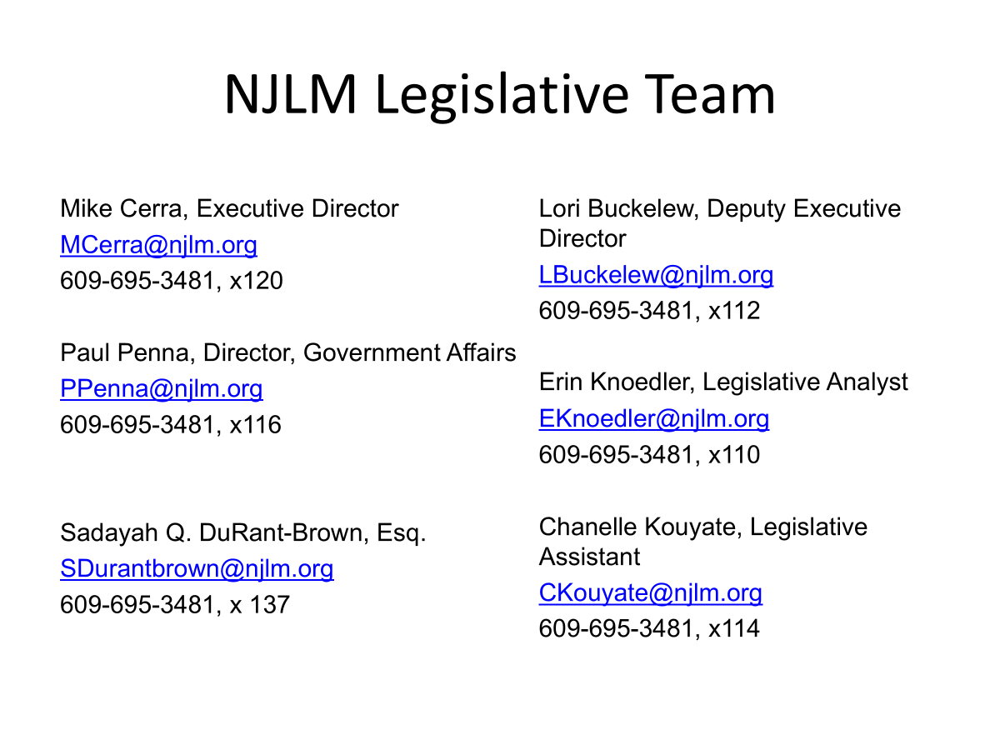 NJLM Legislative Team
Mike Cerra, Executive Director
MCerra@njlm.org
609-695-3481, x120
Paul Penna, Director, Government Affairs
PPenna@njlm.org
609-695-3481, x116
Sadayah Q. DuRant-Brown, Esq.
SDurantbrown@njlm.org
609-695-3481, x 137
Lori Buckelew, Deputy Executive
Director
LBuckelew@njlm.org
609-695-3481, x112
Erin Knoedler, Legislative Analyst
EKnoedler@njlm.org
609-695-3481, x110
Chanelle Kouyate, Legislative
Assistant
CKouyate@njlm.org
609-695-3481, x114